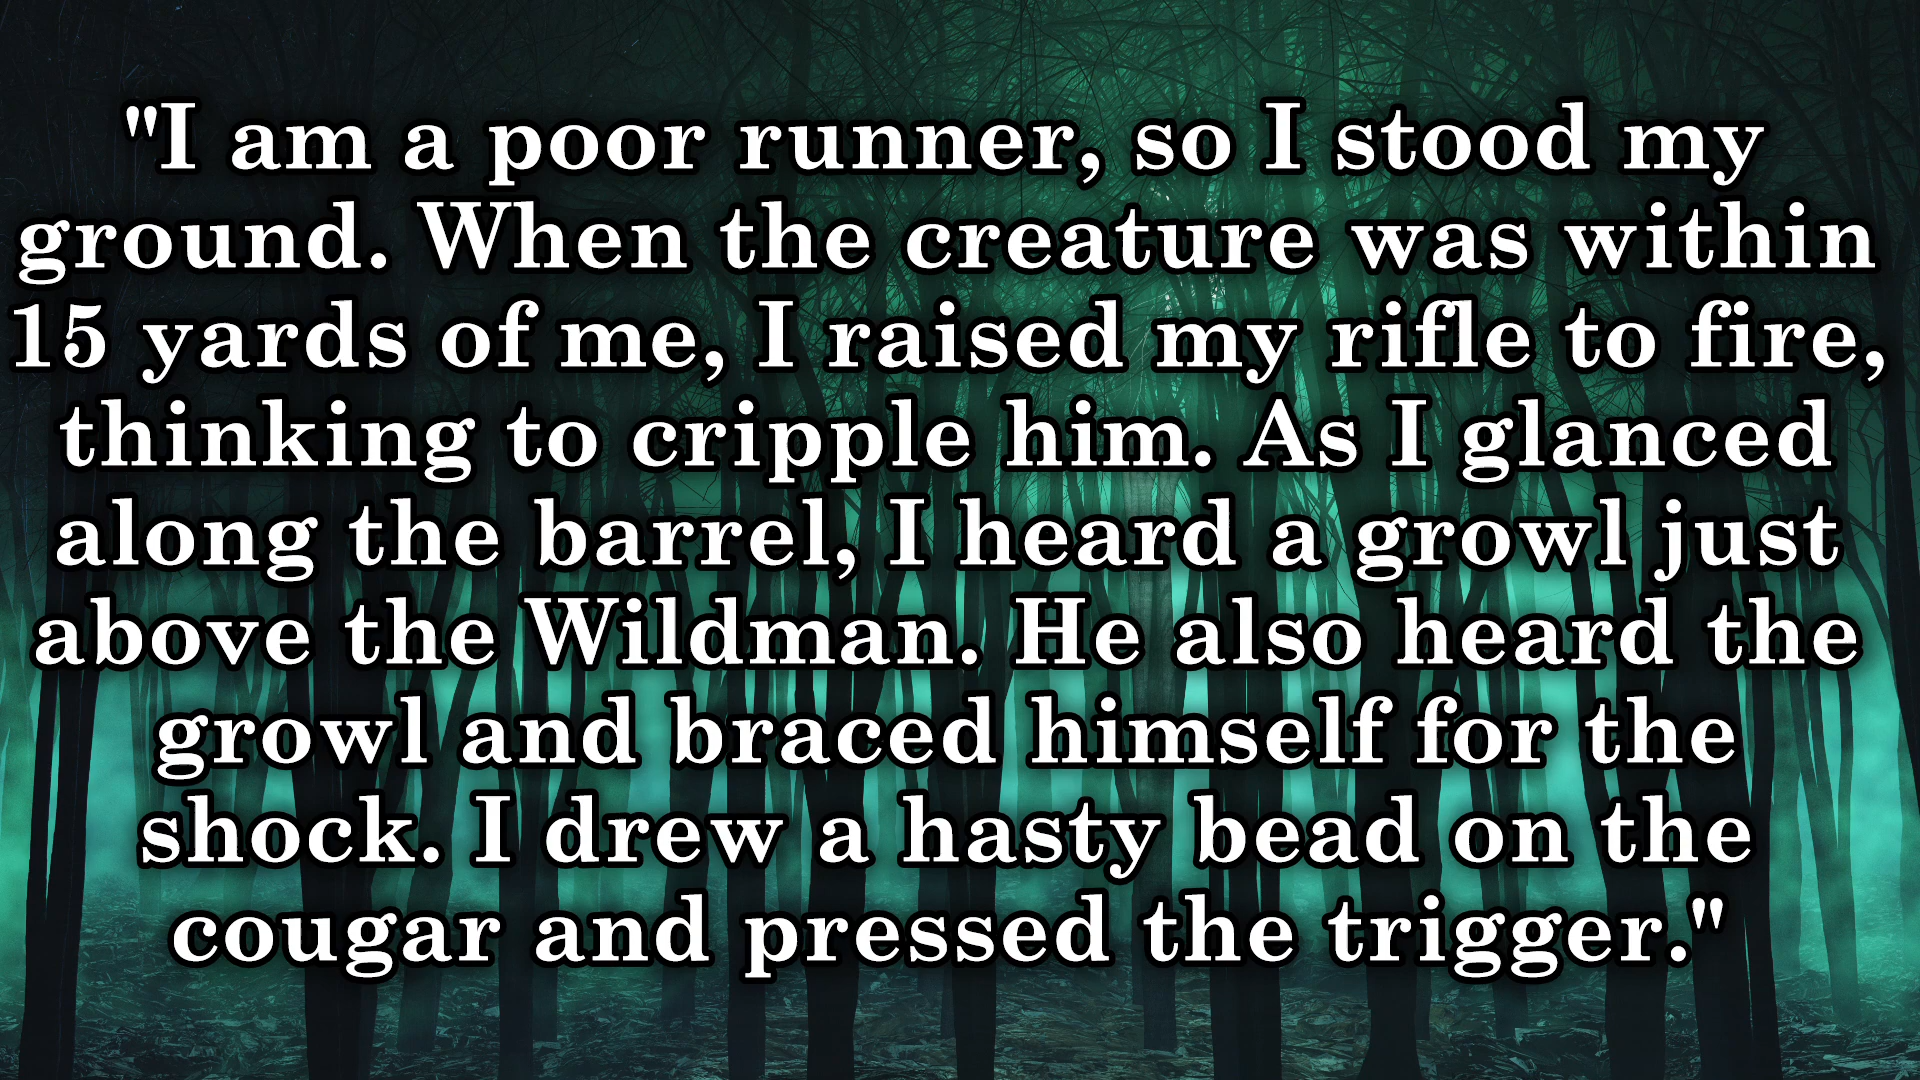 "I am a poor runner, so I stood my
ground. When the creature was within
15 yards of me, I raised my rifle to fire,
thinking to cripple him. As I glanced
along the barrel, I heard a growl just
above the Wildman. He also heard the
growl and braced himself for the
shock. I drew a hasty bead on the
cougar and pressed the trigger."